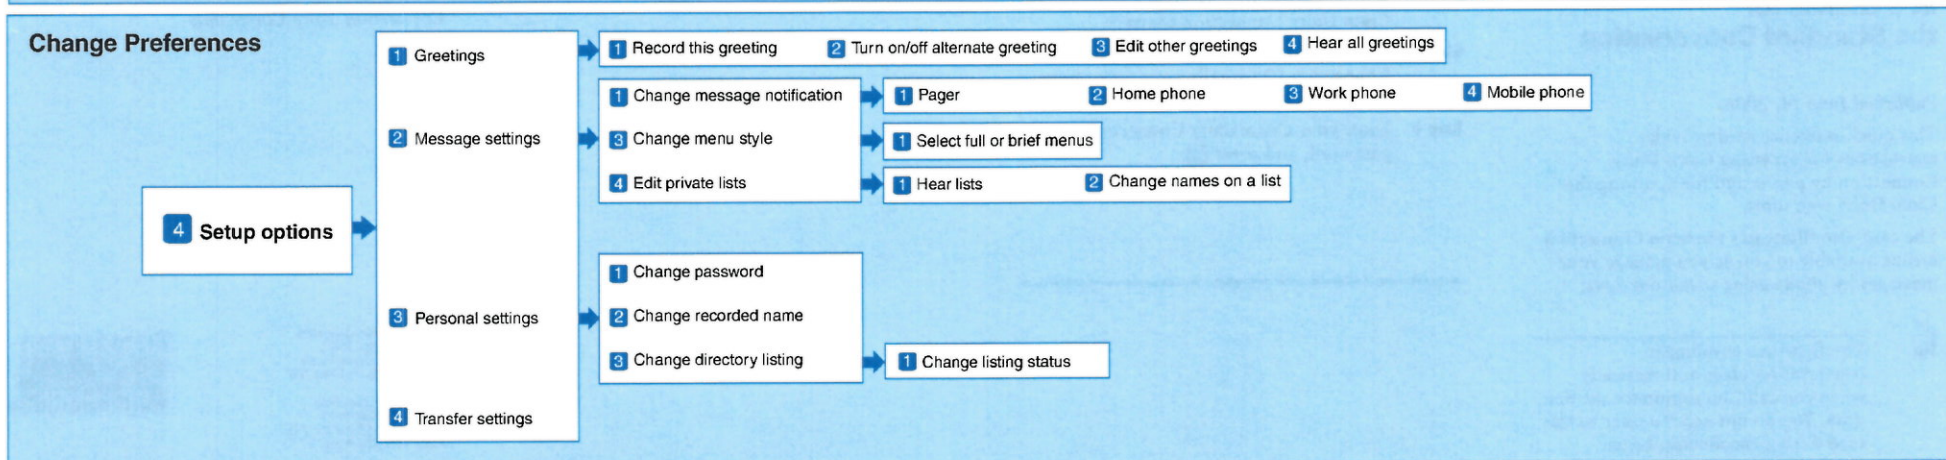 Change Preferences
4 Setup options
1 Greetings
2 Message settings
3 Personal settings
4 Transfer settings
1 Record this greeting 2 Turn on/off alternate greeting 3 Edit other greetings 4 Hear all greetings
1 Change message notification
3 Change menu style
4 Edit private lists
1 Pager 2 Home phone 3 Work phone 4 Mobile phone
1 Select full or brief menus
1 Hear lists 2 Change names on a list
1 Change password
2 Change recorded name
3 Change directory listing
1 Change listing status